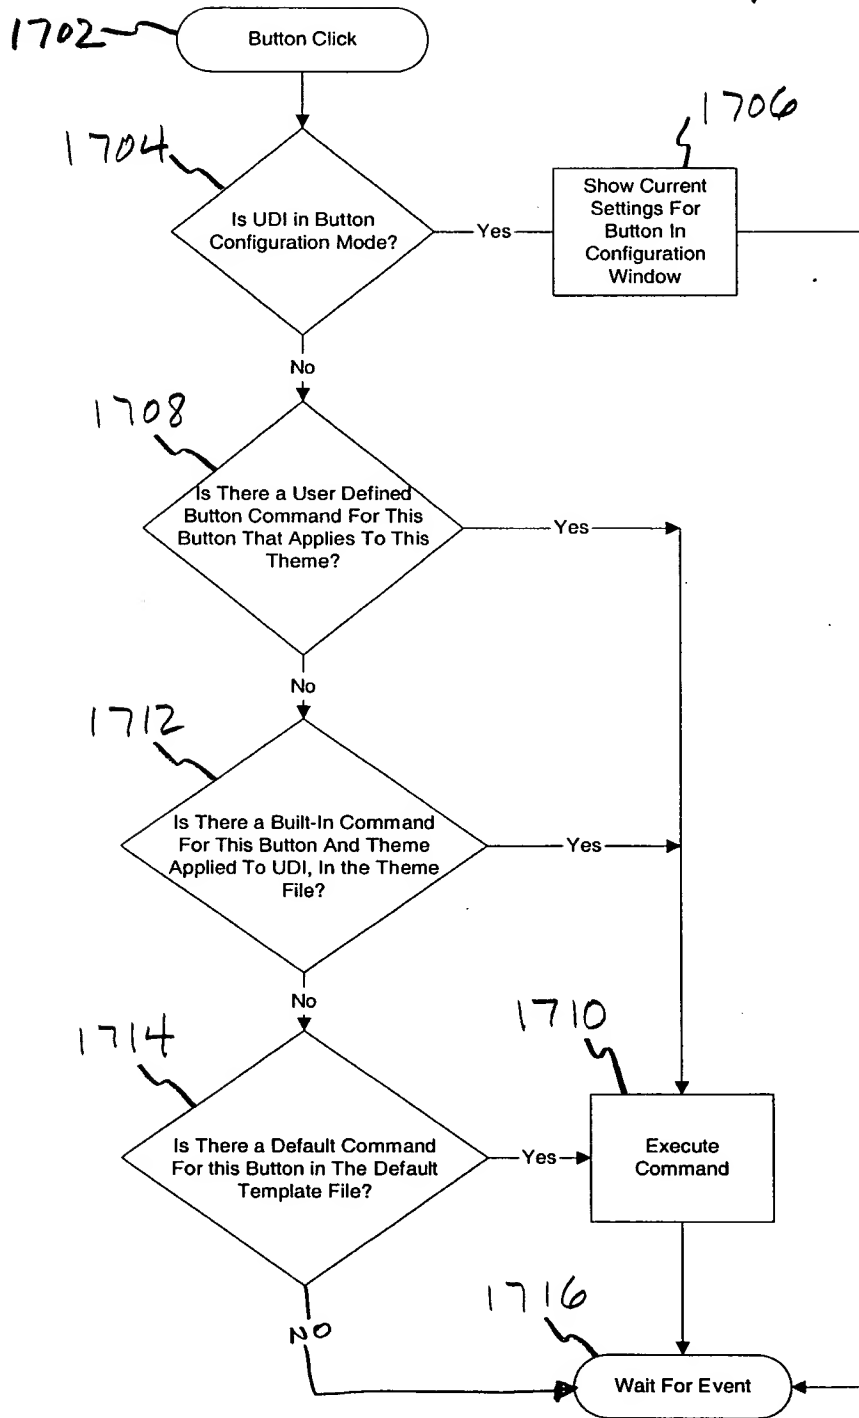 1702
Button Click
1704
1706
Is UDI in Button
Configuration Mode?
Yes
Show Current
Settings For
Button In
Configuration
Window
No
1708
Is There a User Defined
Button Command For This
Button That Applies To This
Theme?
Yes
No
1712
Is There a Built-In Command
For This Button And Theme
Applied To UDI, In the Theme
File?
Yes
No
1714
1710
Is There a Default Command
For this Button in The Default
Template File?
Yes
Execute
Command
NO
1716
Wait For Event